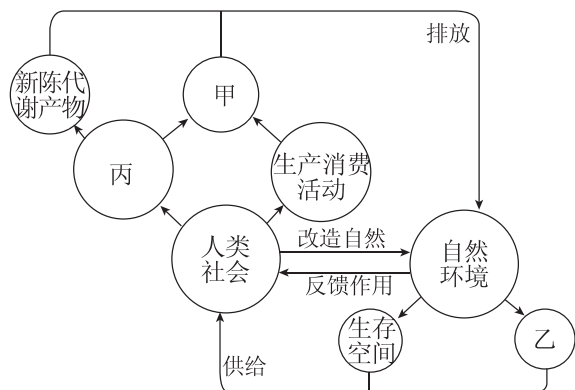 排放
新陈代
谢产物
甲
丙
生产消费
活动
人类
社会
改造自然
反馈作用
自然
环境
生存
空间
乙
供给